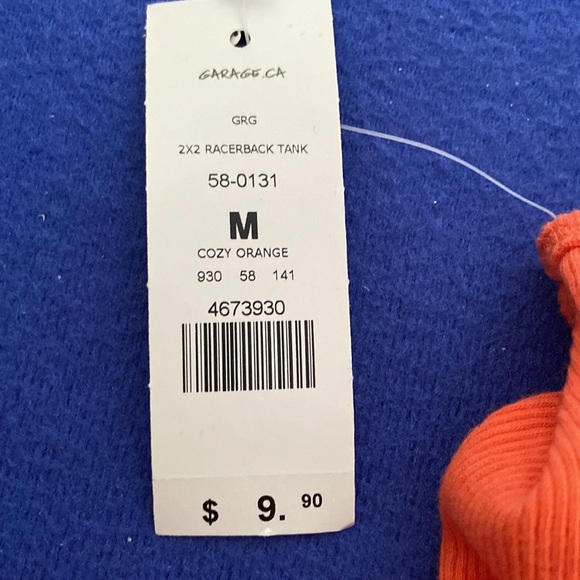 GARAGE.CA
GRG
2X2 RACERBACK TANK
58-0131
M
COZY ORANGE
930 58 141
4673930
$ 9. 90